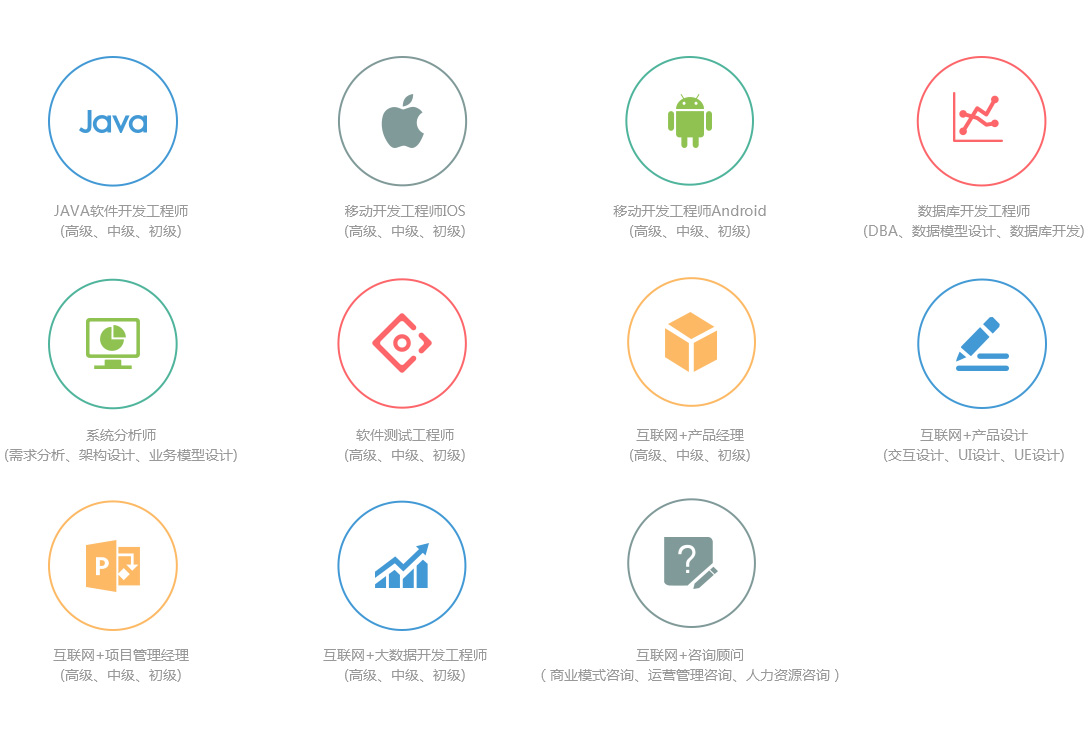 Java
JAVA软件开发工程师
(高级、中级、初级)
移动开发工程师IOS
(高级、中级、初级)
移动开发工程师Android
(高级、中级、初级)
数据库开发工程师
(DBA、数据模型设计、数据库开发)
系统分析师
(需求分析、架构设计、业务模型设计)
软件测试工程师
(高级、中级、初级)
互联网+产品经理
(高级、中级、初级)
互联网+产品设计
(交互设计、UI设计、UE设计)
P
互联网+项目管理经理
(高级、中级、初级)
互联网+大数据开发工程师
(高级、中级、初级)
?
互联网+咨询顾问
( 商业模式咨询、运营管理咨询、人力资源咨询 )